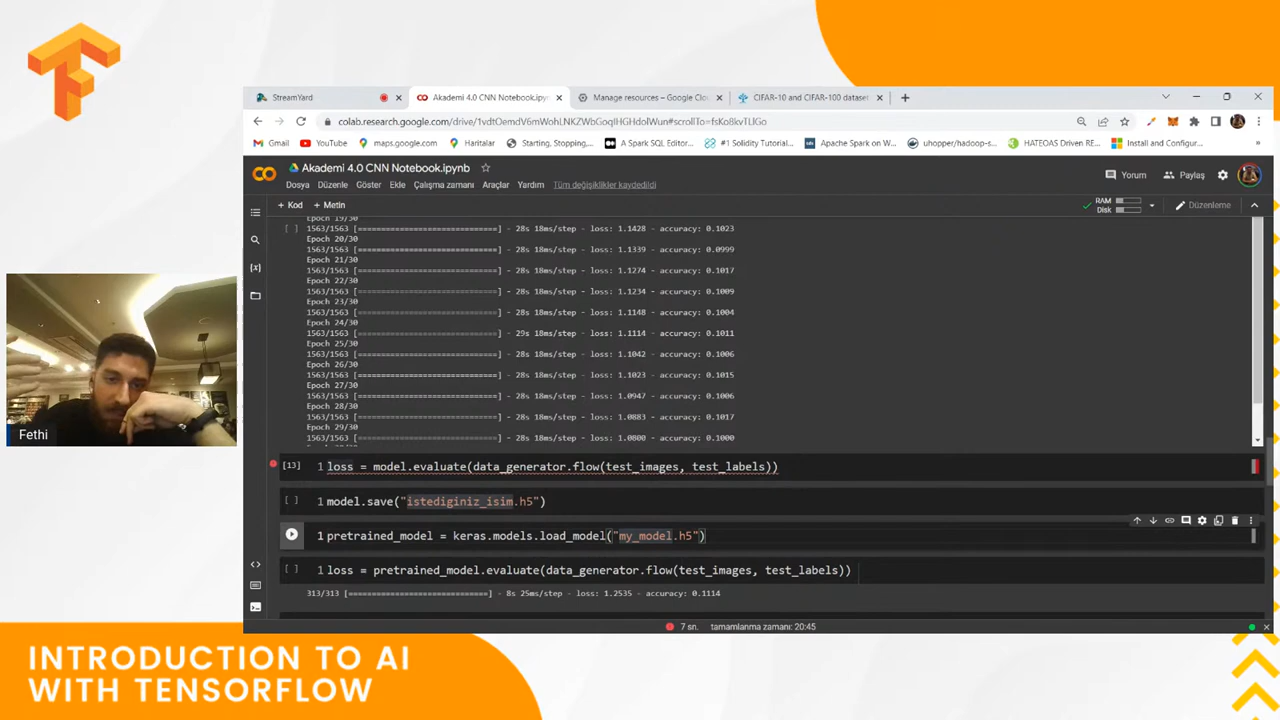 StreamYard
Akademi 4.0 CNN Notebook.ipyn
Manage resources – Google Clou
CIFAR-10 and CIFAR-100 dataset
colab.research.google.com/drive/1vdtOemdV6mWohLNKZWbGoqIHGHdolWun#scrollTo=fsKo8kvTLlGo
Gmail
YouTube
maps.google.com
Haritalar
Starting, Stopping,...
A Spark SQL Editor...
#1 Solidity Tutorial...
Apache Spark on W...
uhopper/hadoop-s...
HATEOAS Driven RE...
Install and Configur...
Akademi 4.0 CNN Notebook.ipynb
Yorum
Paylaş
Dosya Düzenle Göster Ekle Çalışma zamanı Araçlar Yardım Tüm değişiklikler kaydedildi
+ Kod + Metin
RAM
Disk
Düzenleme
Epoch 19/30
[ ] 1563/1563 [==============================] - 28s 18ms/step - loss: 1.1428 - accuracy: 0.1023
Epoch 20/30
1563/1563 [==============================] - 28s 18ms/step - loss: 1.1339 - accuracy: 0.0999
Epoch 21/30
1563/1563 [==============================] - 28s 18ms/step - loss: 1.1274 - accuracy: 0.1017
Epoch 22/30
1563/1563 [==============================] - 28s 18ms/step - loss: 1.1234 - accuracy: 0.1009
Epoch 23/30
1563/1563 [==============================] - 28s 18ms/step - loss: 1.1148 - accuracy: 0.1004
Epoch 24/30
1563/1563 [==============================] - 29s 18ms/step - loss: 1.1114 - accuracy: 0.1011
Epoch 25/30
1563/1563 [==============================] - 28s 18ms/step - loss: 1.1042 - accuracy: 0.1006
Epoch 26/30
1563/1563 [==============================] - 28s 18ms/step - loss: 1.1023 - accuracy: 0.1015
Epoch 27/30
1563/1563 [==============================] - 28s 18ms/step - loss: 1.0947 - accuracy: 0.1006
Epoch 28/30
1563/1563 [==============================] - 28s 18ms/step - loss: 1.0883 - accuracy: 0.1017
Epoch 29/30
1563/1563 [==============================] - 28s 18ms/step - loss: 1.0800 - accuracy: 0.1000
[13] 1 loss = model.evaluate(data_generator.flow(test_images, test_labels))
[ ] 1 model.save("istediginiz_isim.h5")
1 pretrained_model = keras.models.load_model("my_model.h5")
[ ] 1 loss = pretrained_model.evaluate(data_generator.flow(test_images, test_labels))
313/313 [==============================] - 8s 25ms/step - loss: 1.2535 - accuracy: 0.1114
7 sn. tamamlanma zamanı: 20:45
Fethi
INTRODUCTION TO AI
WITH TENSORFLOW